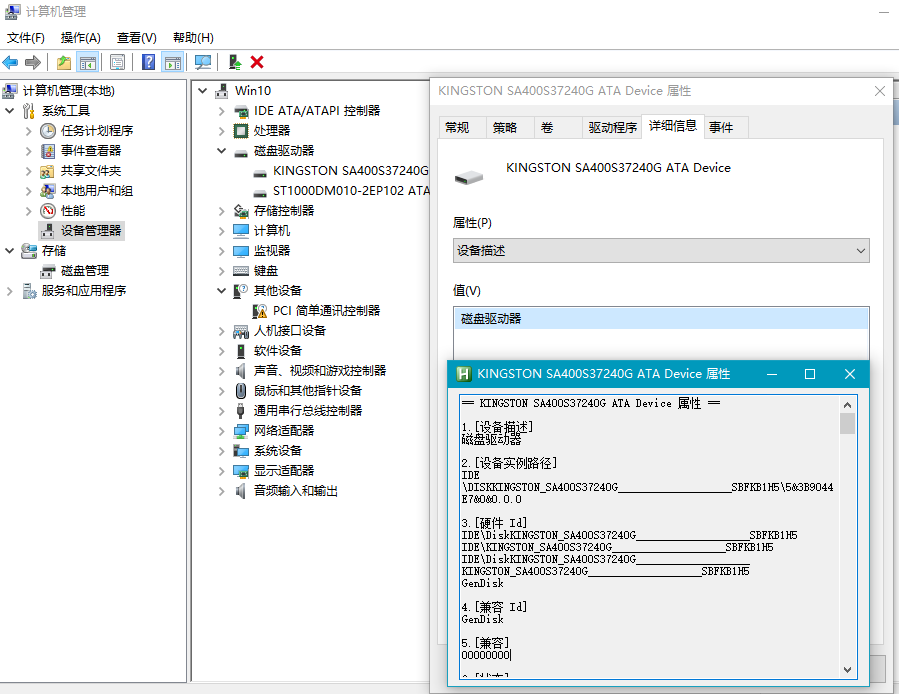 计算机管理
文件(F) 操作(A) 查看(V) 帮助(H)
计算机管理(本地)
系统工具
任务计划程序
事件查看器
共享文件夹
本地用户和组
性能
设备管理器
存储
磁盘管理
服务和应用程序
Win10
IDE ATA/ATAPI 控制器
处理器
磁盘驱动器
KINGSTON SA400S37240G
ST1000DM010-2EP102 ATA
存储控制器
计算机
监视器
键盘
其他设备
PCI 简单通讯控制器
人机接口设备
软件设备
声音、视频和游戏控制器
鼠标和其他指针设备
通用串行总线控制器
网络适配器
系统设备
显示适配器
音频输入和输出
KINGSTON SA400S37240G ATA Device 属性
常规 策略 卷 驱动程序 详细信息 事件
KINGSTON SA400S37240G ATA Device
属性(P)
设备描述
值(V)
磁盘驱动器
KINGSTON SA400S37240G ATA Device 属性
== KINGSTON SA400S37240G ATA Device 属性 ==
1.[设备描述]
磁盘驱动器
2.[设备实例路径]
IDE
\DISKKINGSTON_SA400S37240G___________________SBFKB1H5\5&3B9044
E7&0&0.0.0
3.[硬件 Id]
IDE\DiskKINGSTON_SA400S37240G___________________SBFKB1H5
IDE\KINGSTON_SA400S37240G___________________SBFKB1H5
IDE\DiskKINGSTON_SA400S37240G___________________
KINGSTON_SA400S37240G___________________SBFKB1H5
GenDisk
4.[兼容 Id]
GenDisk
5.[兼容]
00000000